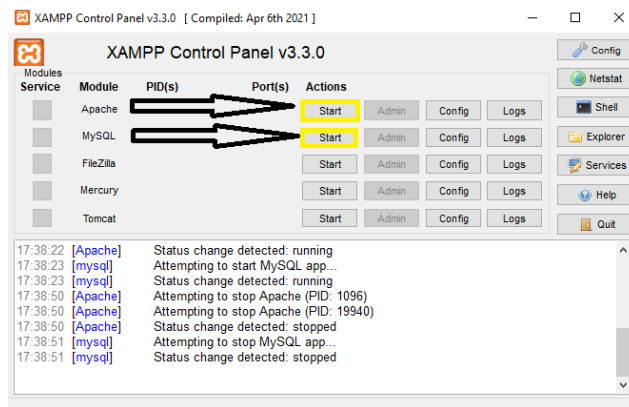 XAMPP Control Panel v3.3.0 [ Compiled: Apr 6th 2021 ]
XAMPP Control Panel v3.3.0
Config
Modules
Service Module PID(s) Port(s) Actions
Netstat
Apache Start Admin Config Logs
Shell
MySQL Start Admin Config Logs
Explorer
FileZilla Start Admin Config Logs
Services
Mercury Start Admin Config Logs
Help
Tomcat Start Admin Config Logs
Quit
17:38:22 [Apache] Status change detected: running
17:38:23 [mysql] Attempting to start MySQL app...
17:38:23 [mysql] Status change detected: running
17:38:50 [Apache] Attempting to stop Apache (PID: 1096)
17:38:50 [Apache] Attempting to stop Apache (PID: 19940)
17:38:50 [Apache] Status change detected: stopped
17:38:51 [mysql] Attempting to stop MySQL app...
17:38:51 [mysql] Status change detected: stopped